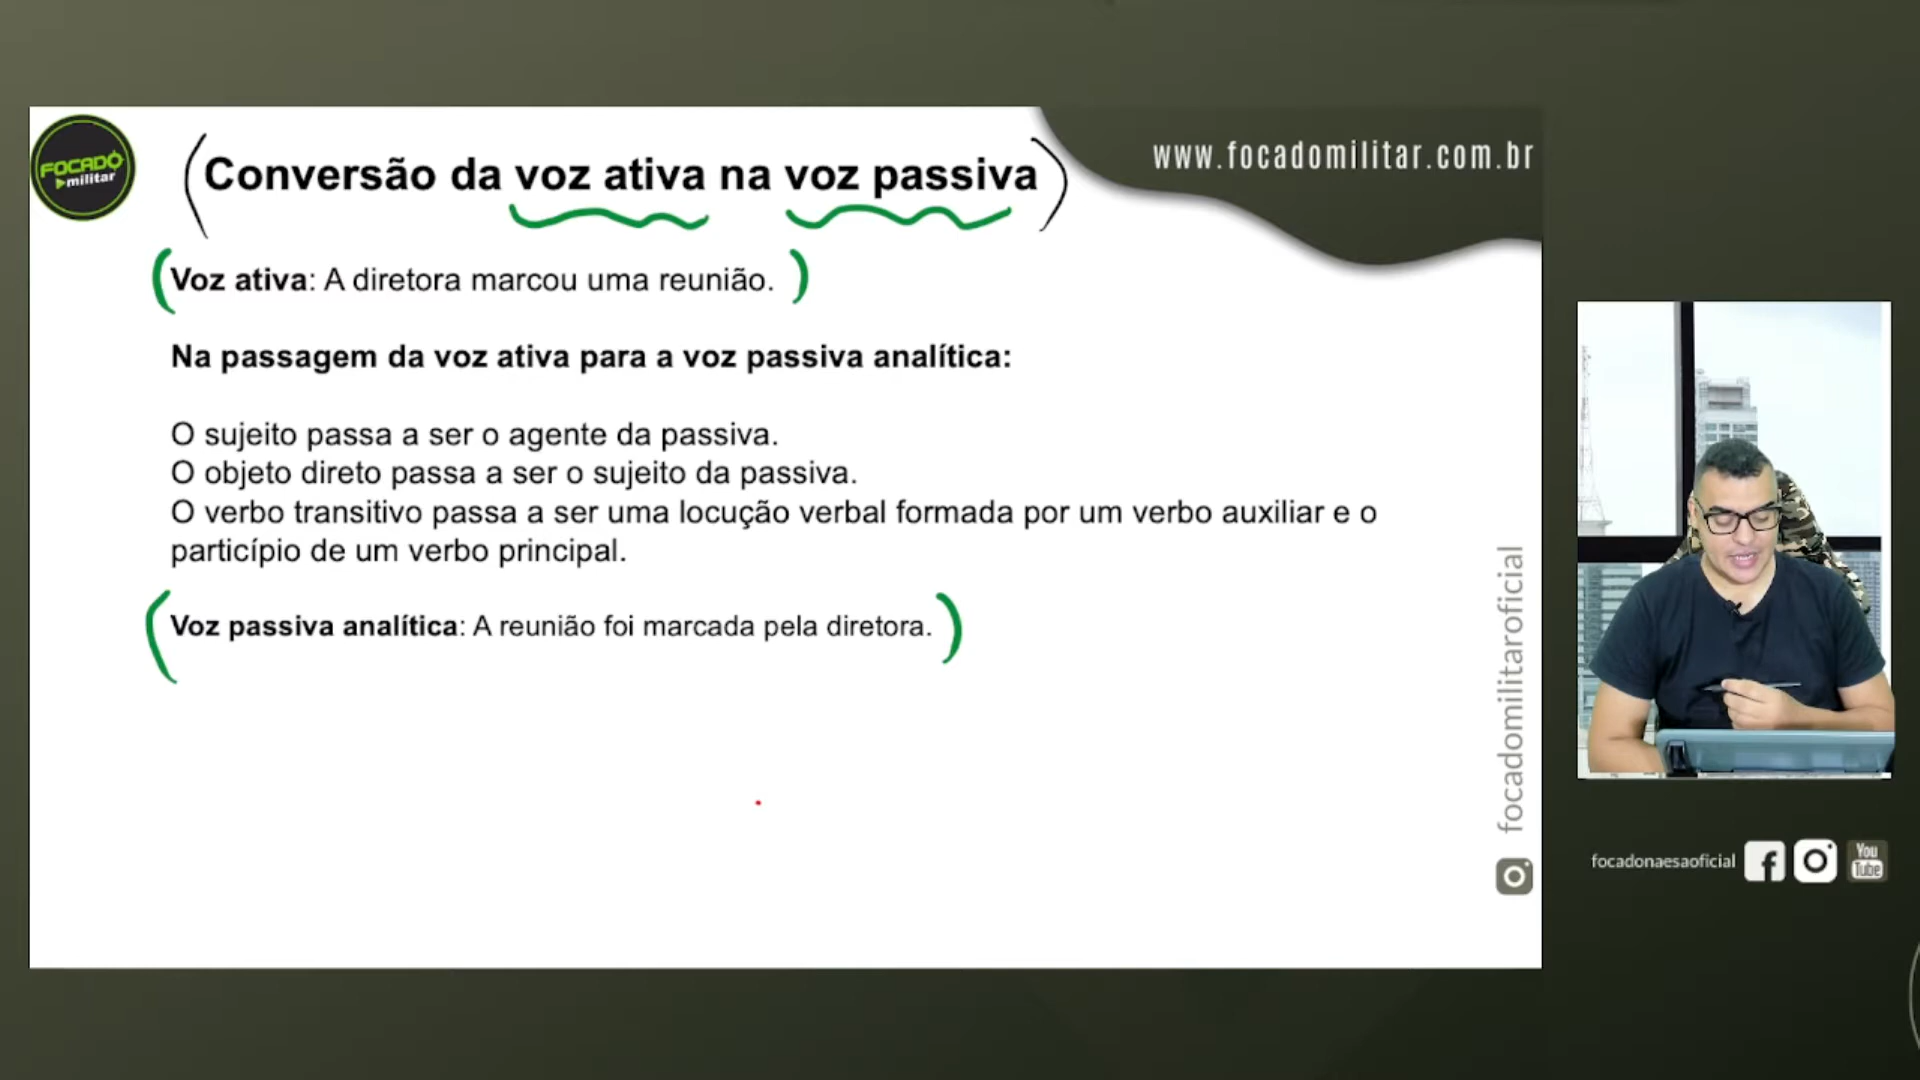 FOCADO
militar
Conversão da voz ativa na voz passiva
www.focadomilitar.com.br
Voz ativa: A diretora marcou uma reunião.
Na passagem da voz ativa para a voz passiva analítica:
O sujeito passa a ser o agente da passiva.
O objeto direto passa a ser o sujeito da passiva.
O verbo transitivo passa a ser uma locução verbal formada por um verbo auxiliar e o
particípio de um verbo principal.
Voz passiva analítica: A reunião foi marcada pela diretora.
focadomilitaroficial
focadonaesaoficial
You
Tube